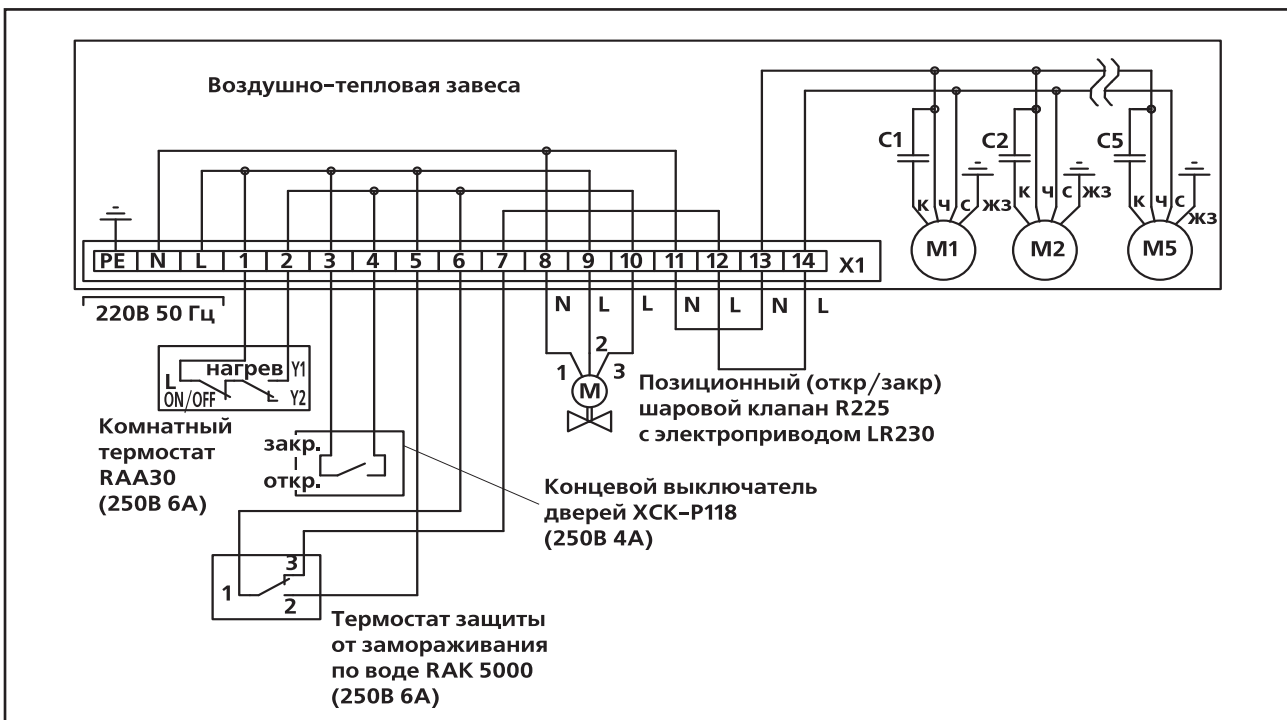 Воздушно-тепловая завеса
C1
C2
C5
К Ч С ЖЗ
К Ч С ЖЗ
К Ч С ЖЗ
M1
M2
M5
PE N L 1 2 3 4 5 6 7 8 9 10 11 12 13 14 X1
220В 50 Гц
N L L N L N L
L
ON/OFF
нагрев
Y1
Y2
Комнатный
термостат
RAA30
(250В 6А)
1
2
3
М
Позиционный (откр/закр)
шаровой клапан R225
с электроприводом LR230
закр.
откр.
Концевой выключатель
дверей XCK-P118
(250В 4А)
1
3
2
Термостат защиты
от замораживания
по воде RAK 5000
(250В 6А)